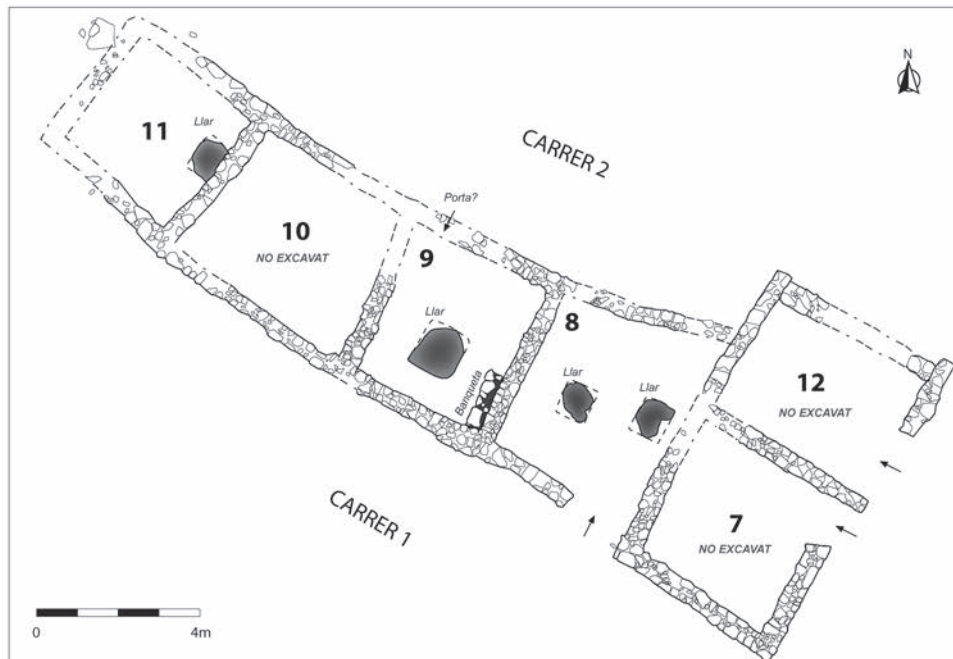 N
CARRER 2
11
Llar
Porta?
10
NO EXCAVAT
9
Llar
Banqueta
8
Llar
Llar
12
NO EXCAVAT
7
NO EXCAVAT
CARRER 1
0
4m